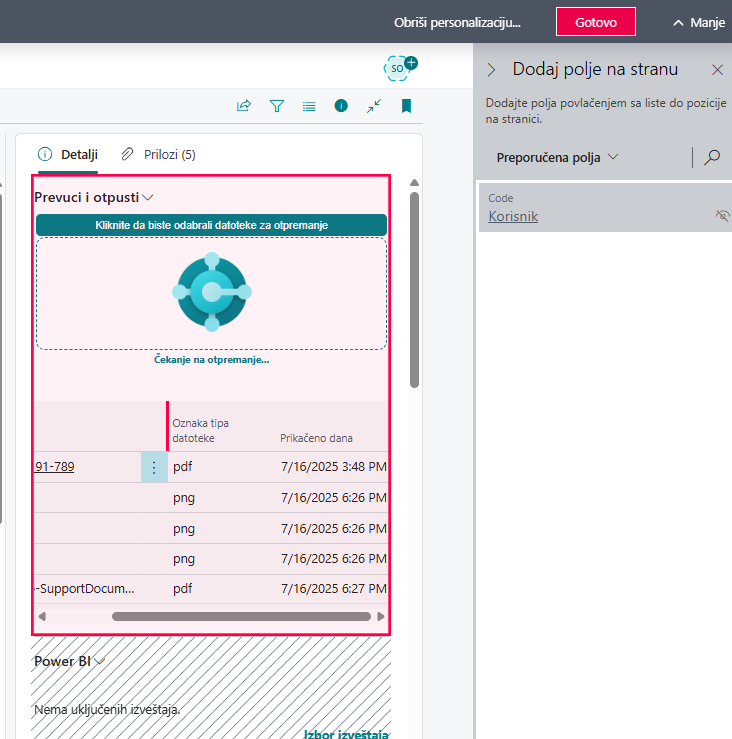 Obriši personalizaciju...
Gotovo
Manje
SO
Dodaj polje na stranu
Dodajte polja povlačenjem sa liste do pozicije
na stranici.
Preporučena polja
Code
Korisnik
Detalji
Prilozi (5)
Prevuci i otpusti
Kliknite da biste odabrali datoteke za otpremanje
Čekanje na otpremanje...
Oznaka tipa
datoteke
Prikačeno dana
91-789
pdf
7/16/2025 3:48 PM
png
7/16/2025 6:26 PM
png
7/16/2025 6:26 PM
png
7/16/2025 6:26 PM
-SupportDocum...
pdf
7/16/2025 6:27 PM
Power BI
Nema uključenih izveštaja.
Izbor izveštaja